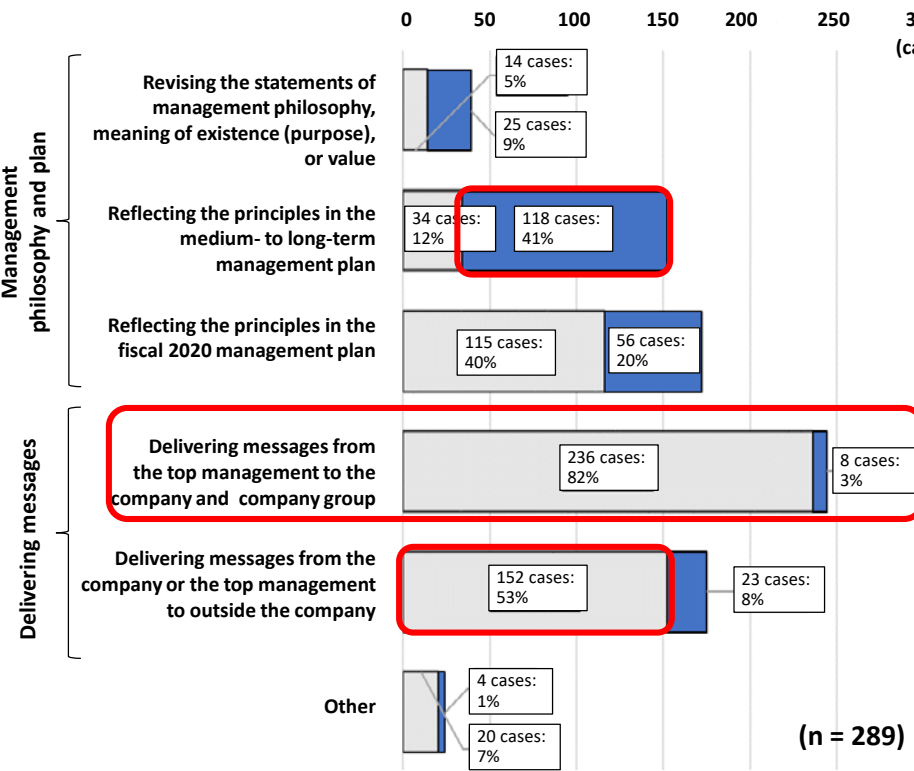 0 50 100 150 200 250
Management
philosophy and plan
Revising the statements of
management philosophy,
meaning of existence (purpose),
or value
14 cases:
5%
25 cases:
9%
Reflecting the principles in the
medium- to long-term
management plan
34 cases:
12%
118 cases:
41%
Reflecting the principles in the
fiscal 2020 management plan
115 cases:
40%
56 cases:
20%
Delivering messages
Delivering messages from
the top management to the
company and company group
236 cases:
82%
8 cases:
3%
Delivering messages from the
company or the top management
to outside the company
152 cases:
53%
23 cases:
8%
Other
4 cases:
1%
20 cases:
7%
(n = 289)